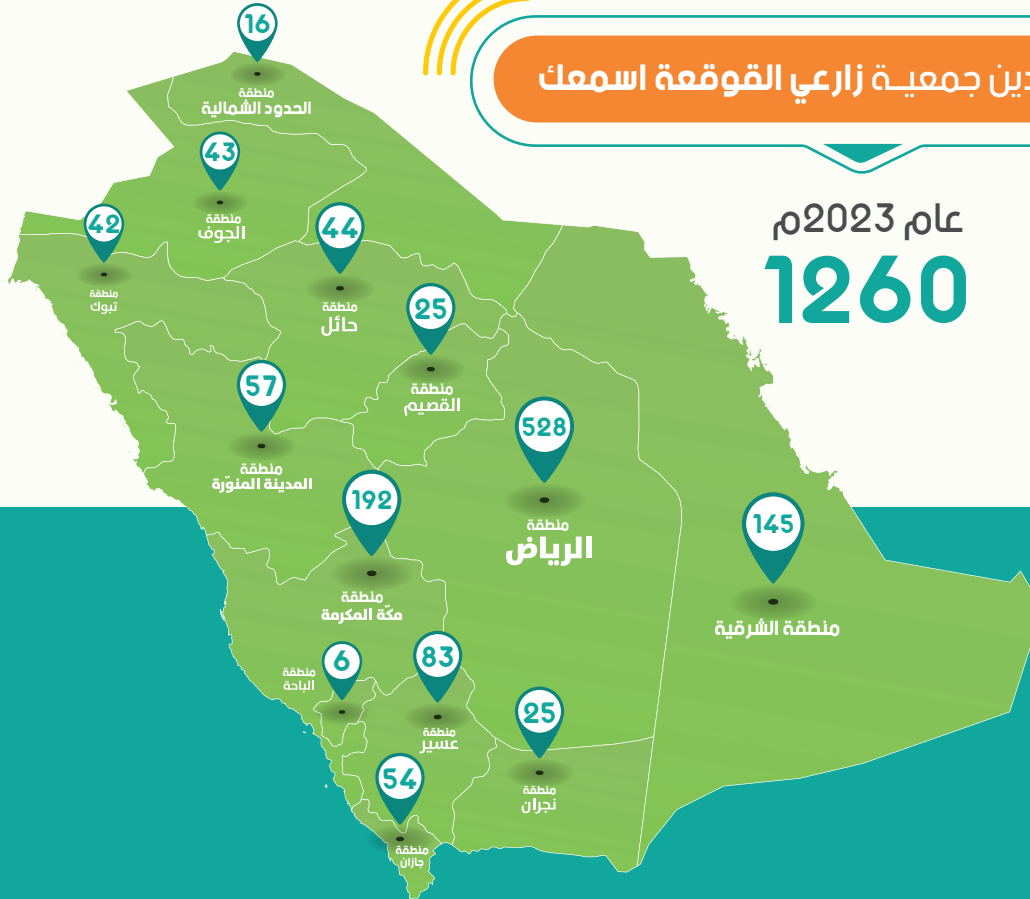 جمعيــة زارعي القوقعة اسمعك
عام 2023م
1260
16
منطقة
الحدود الشمالية
43
منطقة
الجوف
42
منطقة
تبوك
44
منطقة
حائل
25
منطقة
القصيم
57
منطقة
المدينة المنوّرة
528
منطقة
الرياض
192
منطقة
مكّة المكرمة
145
منطقة الشرقية
6
منطقة
الباحة
83
منطقة
عسير
25
منطقة
نجران
54
منطقة
جازان